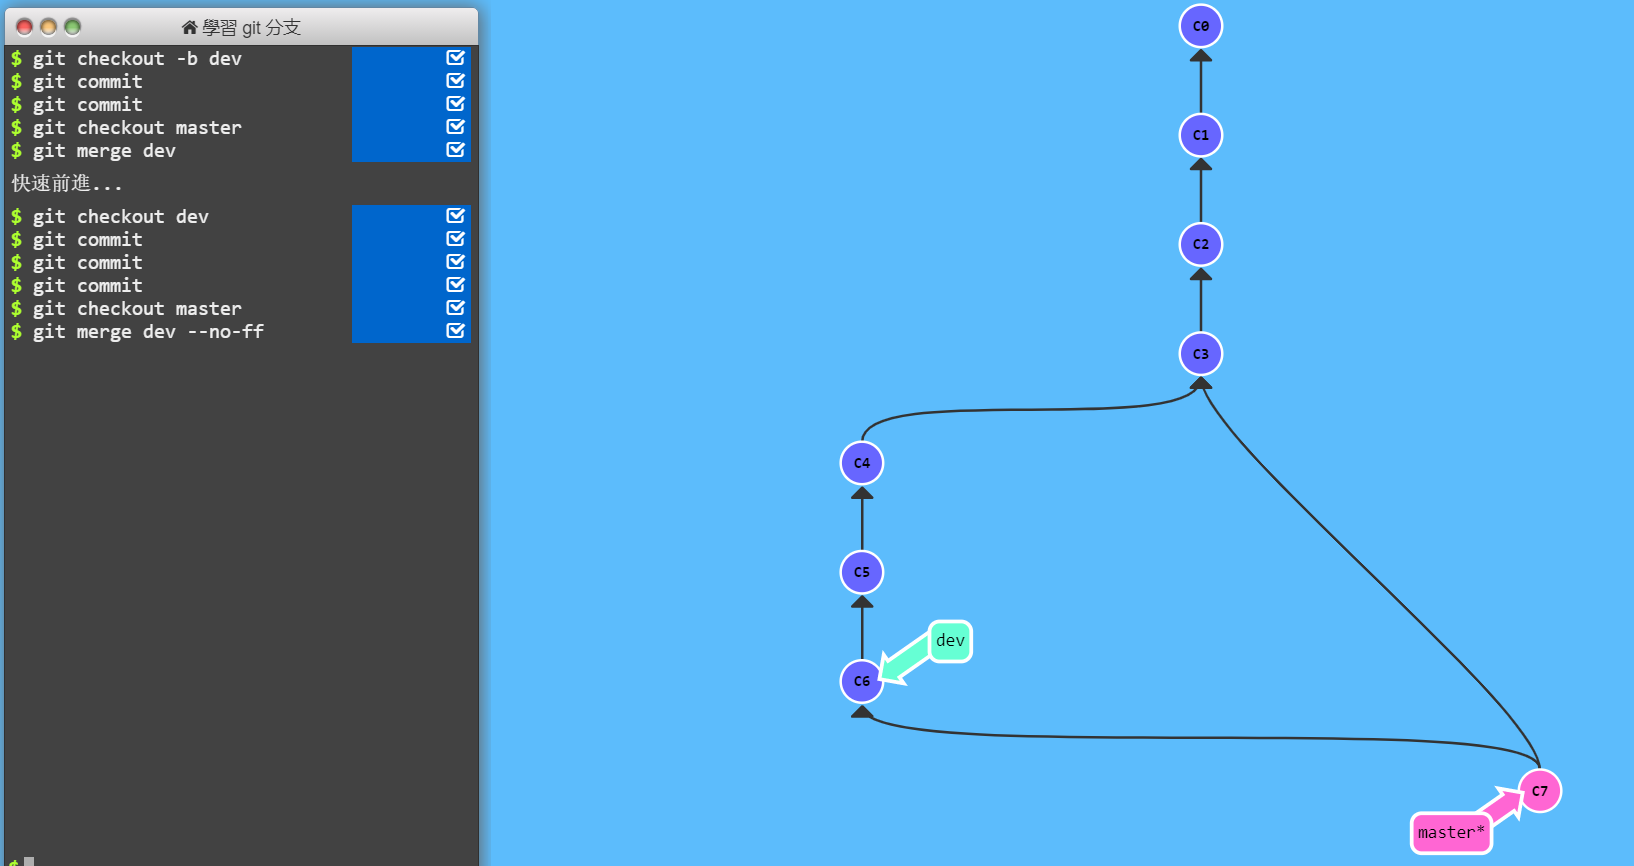 學習 git 分支
$ git checkout -b dev
$ git commit
$ git commit
$ git checkout master
$ git merge dev
快速前進...
$ git checkout dev
$ git commit
$ git commit
$ git commit
$ git checkout master
$ git merge dev --no-ff
$
C0
C1
C2
C3
C4
C5
dev
C6
C7
master*